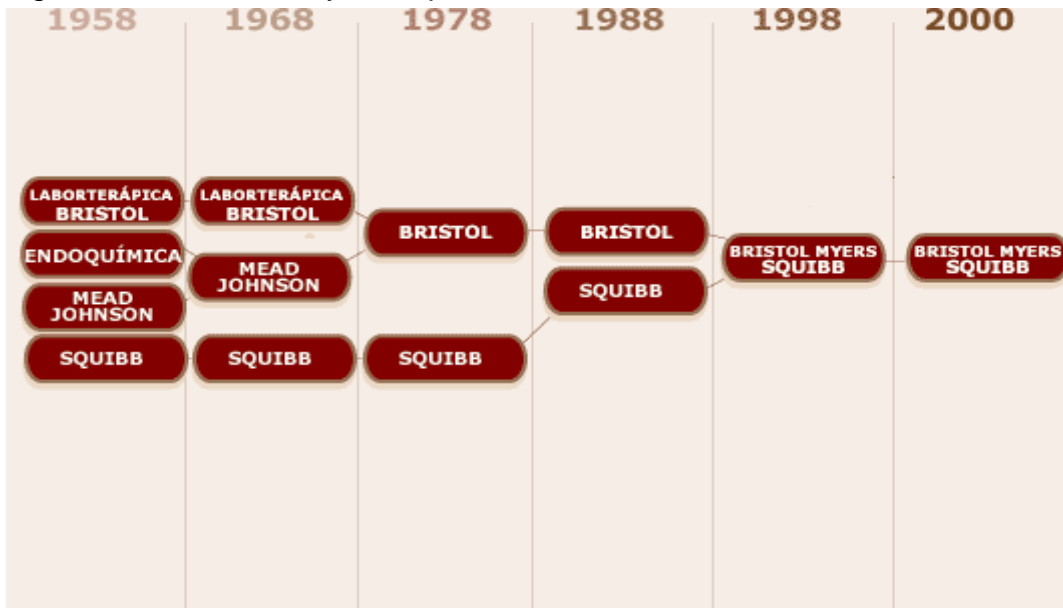 1958 1968 1978 1988 1998 2000
LABORTERÁPICA
BRISTOL
LABORTERÁPICA
BRISTOL
BRISTOL
BRISTOL
ENDOQUÍMICA
MEAD
JOHNSON
BRISTOL MYERS
SQUIBB
BRISTOL MYERS
SQUIBB
MEAD
JOHNSON
SQUIBB
SQUIBB
SQUIBB
SQUIBB